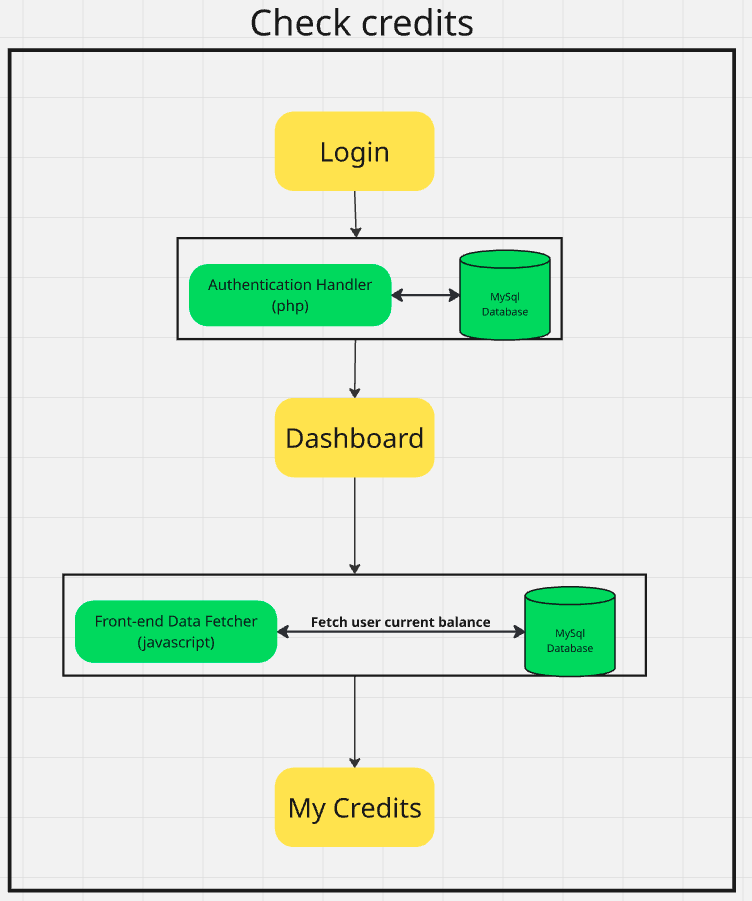 Check credits
Login
Authentication Handler
(php)
MySql
Database
Dashboard
Front-end Data Fetcher
(javascript)
Fetch user current balance
MySql
Database
My Credits